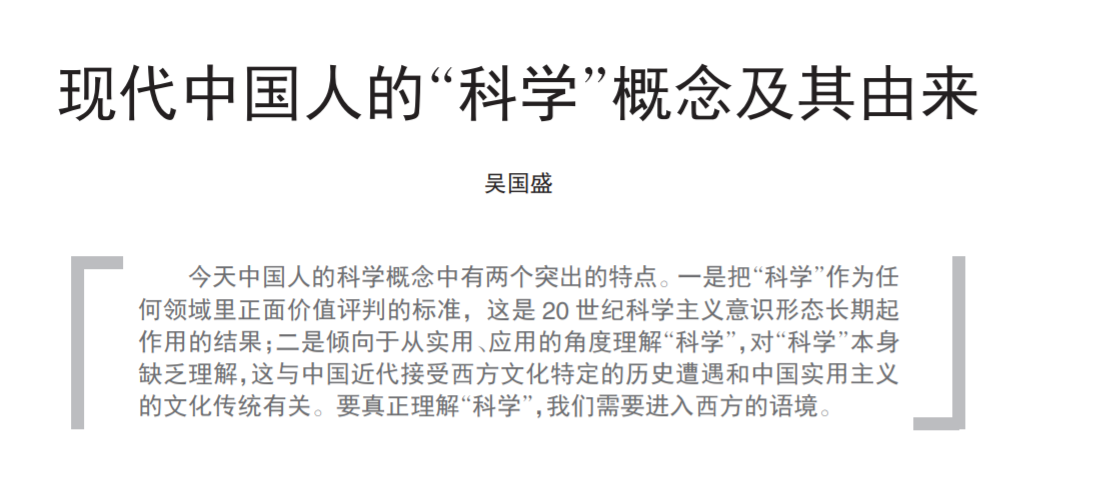 现代中国人的“科学”概念及其由来
吴国盛
今天中国人的科学概念中有两个突出的特点。一是把“科学”作为任
何领域里正面价值评判的标准，这是 20 世纪科学主义意识形态长期起
作用的结果；二是倾向于从实用、应用的角度理解“科学”，对“科学”本身
缺乏理解，这与中国近代接受西方文化特定的历史遭遇和中国实用主义
的文化传统有关。要真正理解“科学”，我们需要进入西方的语境。